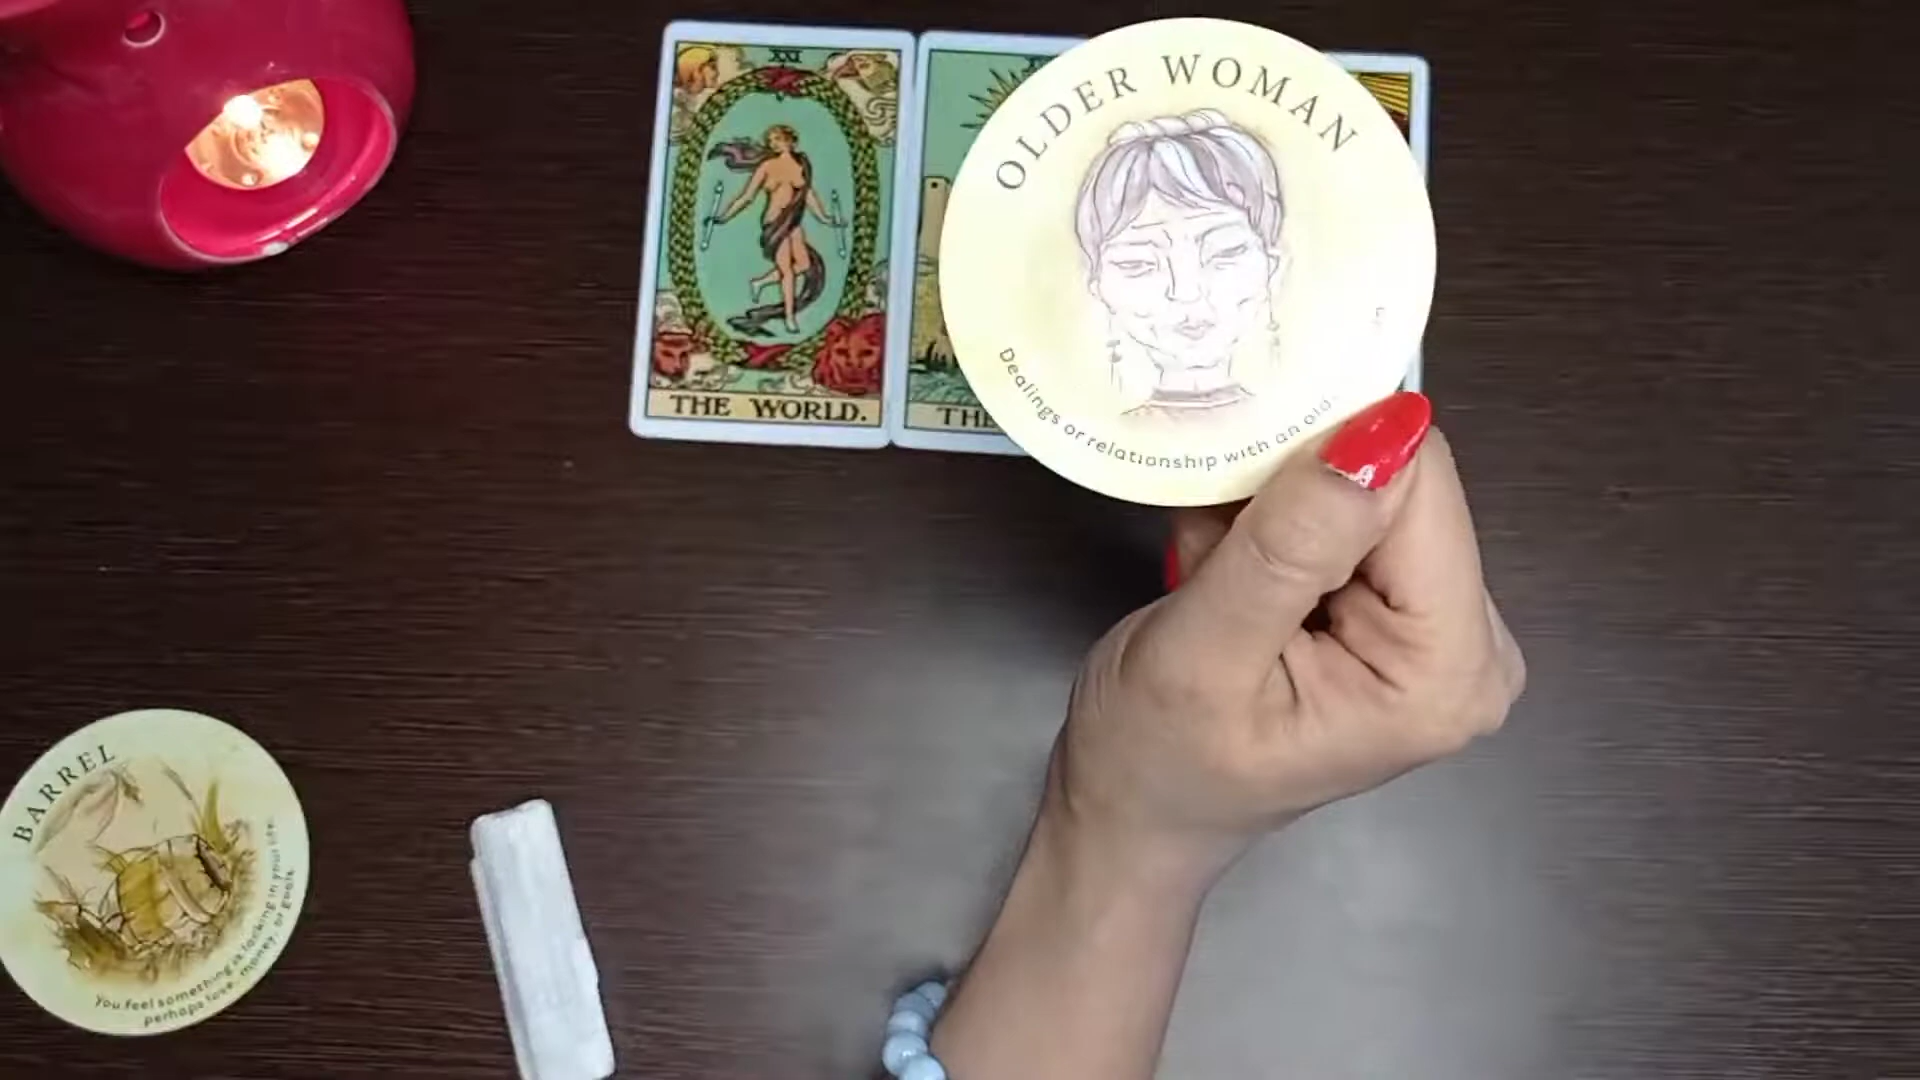 XXI
THE WORLD.
THE
OLDER WOMAN
Dealings or relationship with an old
BARREL
You feel something is lacking in your life,
perhaps love, money, or goals.